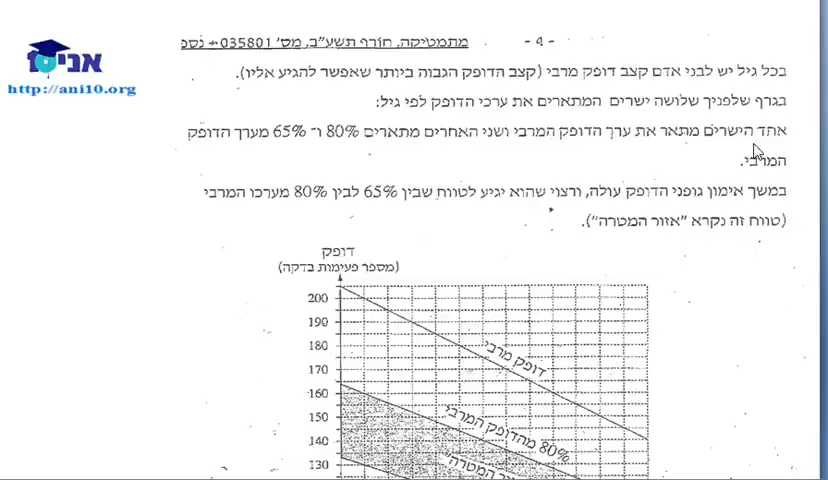 מתמטיקה, חורף תשע"ב, מס' 035801 + נספ
- 4 -
אניס10
http://ani10.org
בכל גיל יש לבני אדם קצב דופק מרבי (קצב הדופק הגבוה ביותר שאפשר להגיע אליו).
בגרף שלפניך שלושה ישרים המתארים את ערכי הדופק לפי גיל:
אחד הישרים מתאר את ערך הדופק המרבי ושני האחרים מתארים 80% ו־ 65% מערך הדופק
המרבי.
במשך אימון גופני הדופק עולה, ורצוי שהוא יגיע לטווח שבין 65% לבין 80% מערכו המרבי
(טווח זה נקרא "אזור המטרה").
דופק
(מספר פעימות בדקה)
200
190
180
170
160
150
140
130
דופק מרבי
80% מהדופק המרבי
המטרה"